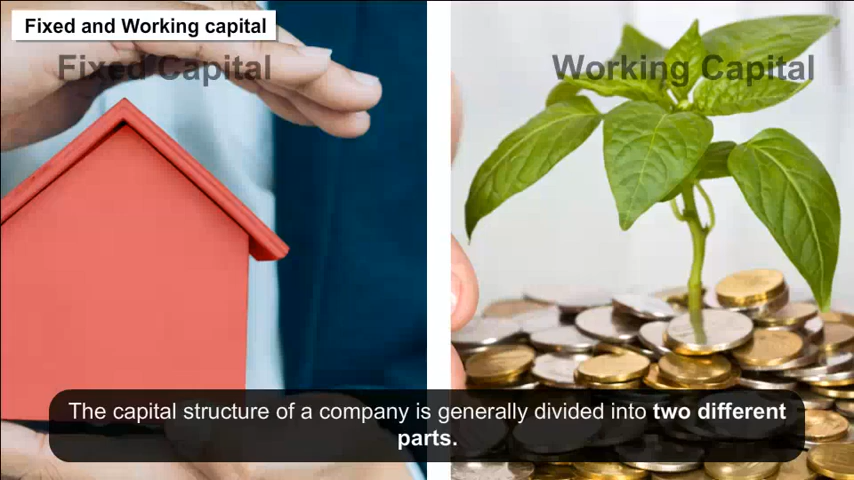 Fixed and Working capital
Fixed Capital
Working Capital
The capital structure of a company is generally divided into two different
parts.